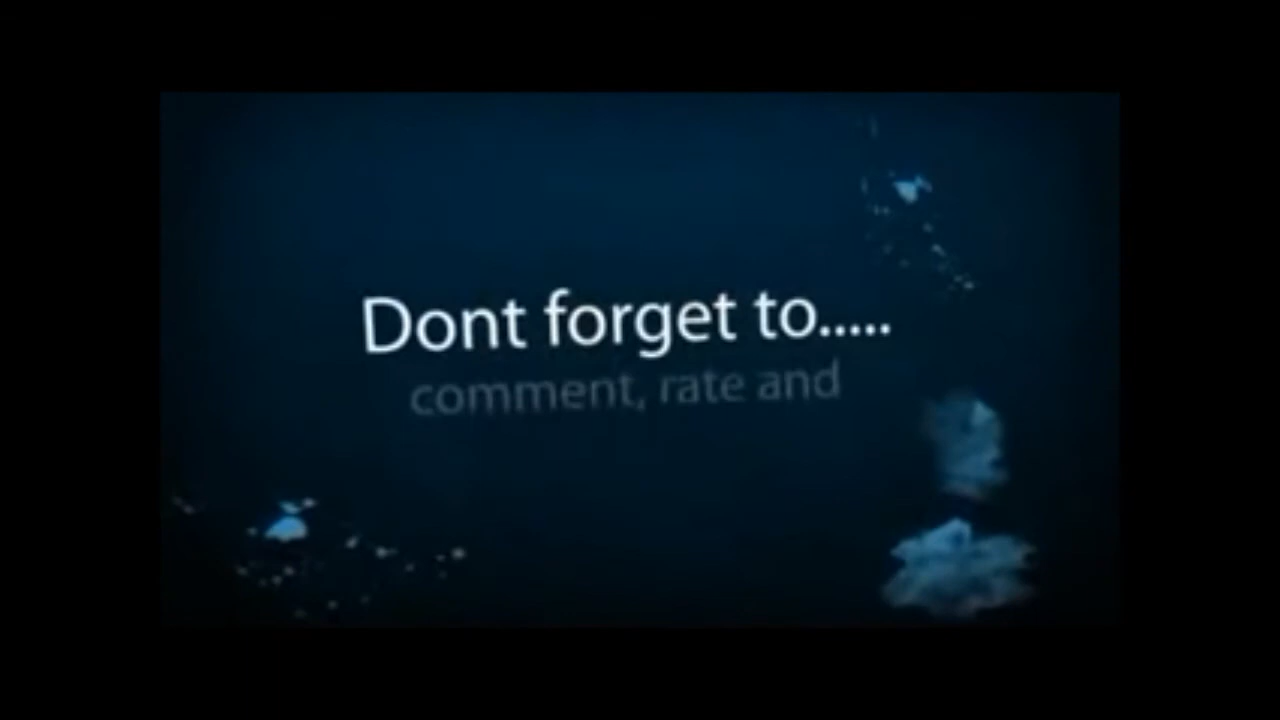 Dont forget to.....
comment, rate and